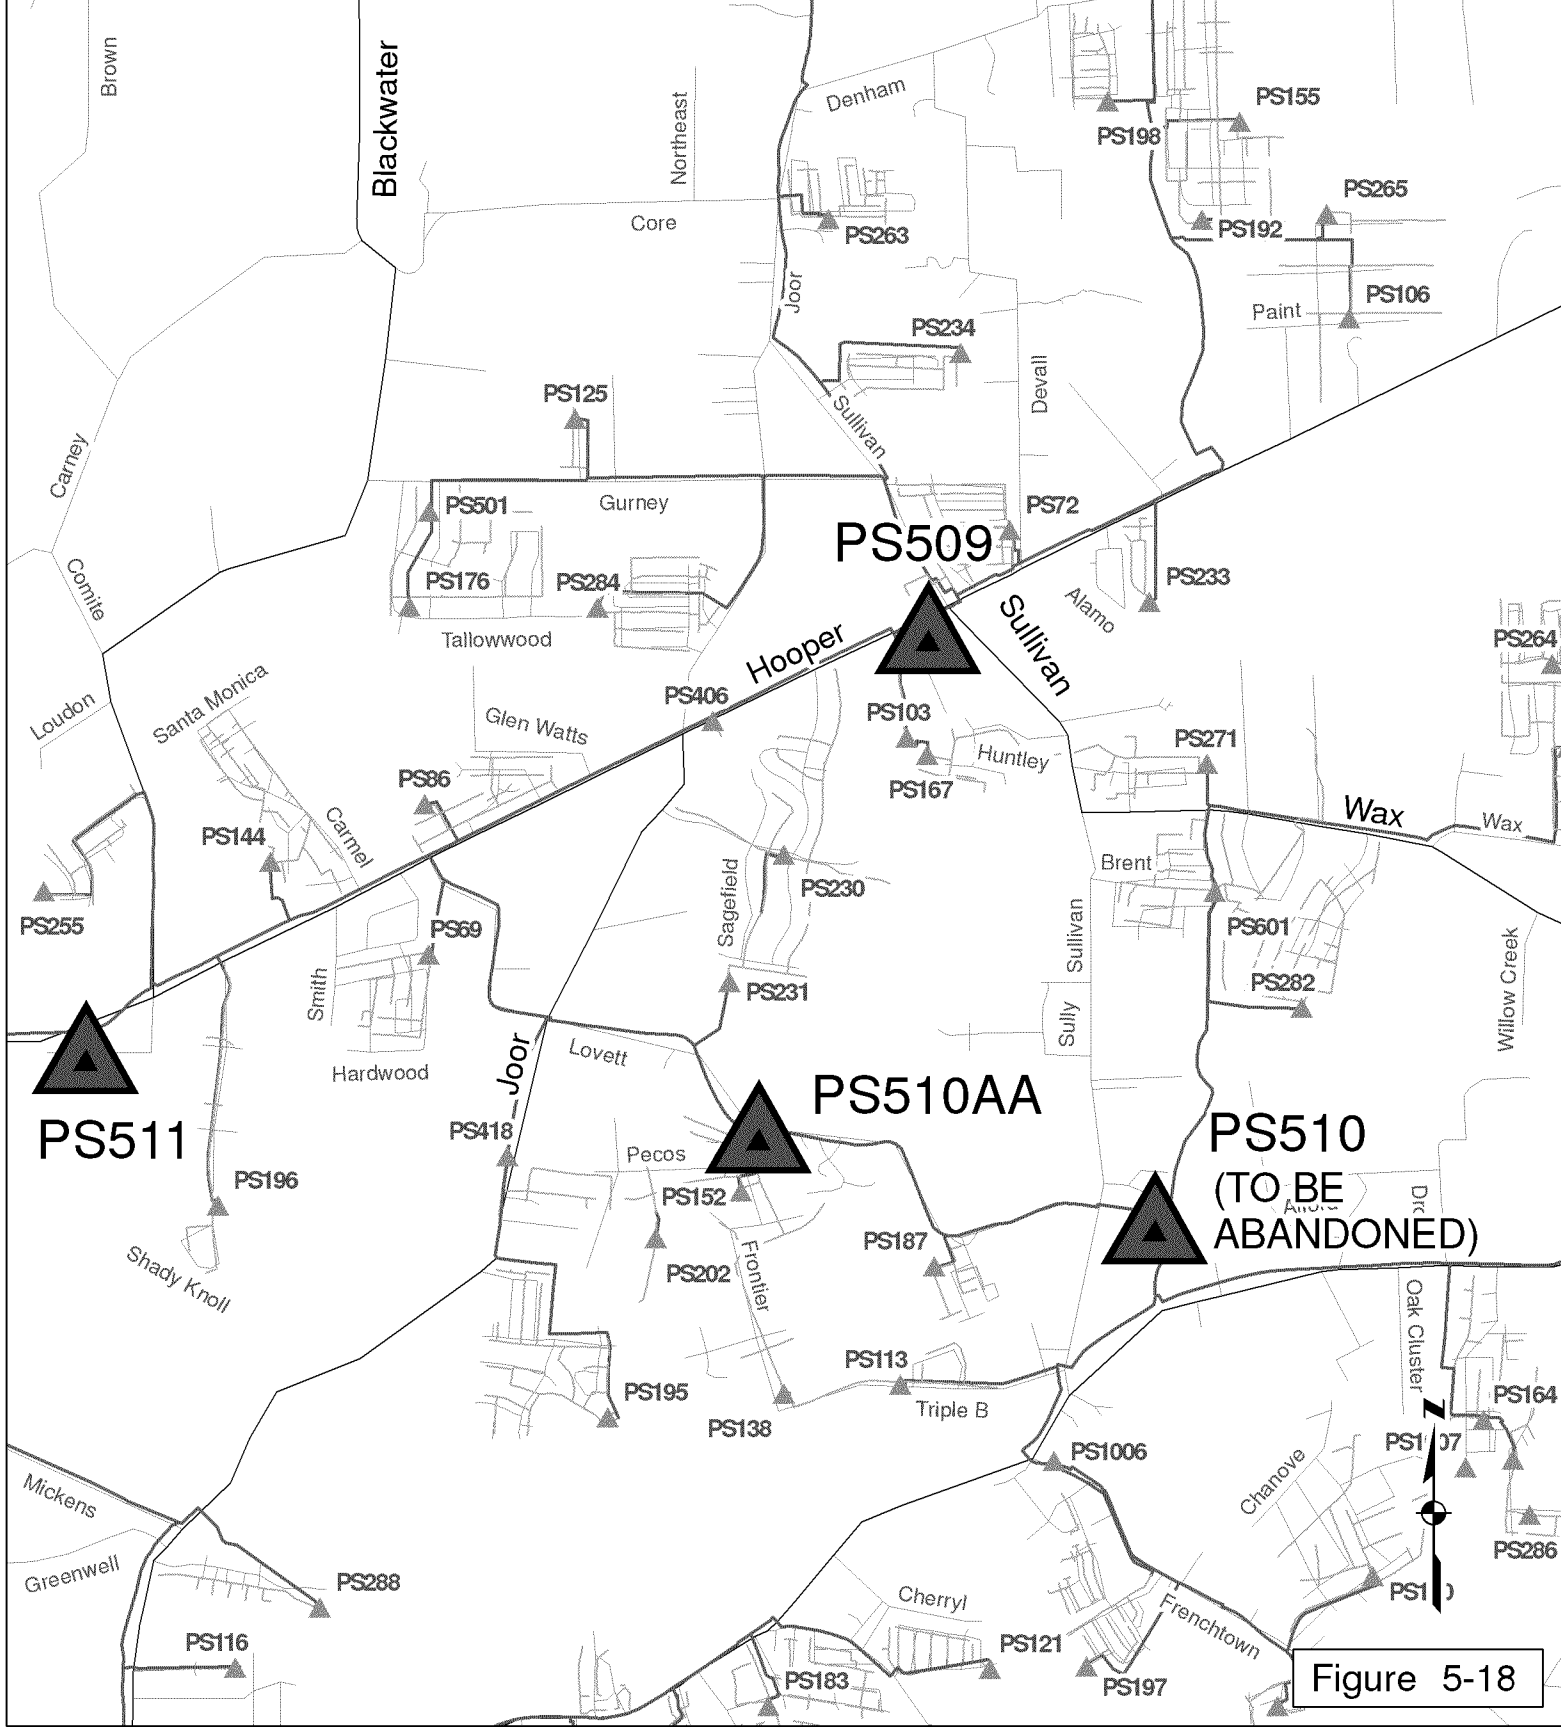 Brown
Blackwater
Northeast
Denham
PS155
PS198
PS265
Core
PS263
PS192
Joor
PS106
Paint
PS234
Devall
PS125
Sullivan
Carney
PS501
Gurney
PS72
PS509
PS176
PS284
PS233
Comite
Alamo
Tallowwood
Hooper
Sullivan
PS264
Santa Monica
Loudon
PS406
Glen Watts
PS103
Huntley
PS271
PS86
PS167
Wax
Wax
PS144
Carmel
Brent
Sagefield
PS230
PS255
PS69
PS601
Sullivan
Willow Creek
Smith
PS231
PS282
Sully
Joor
Lovett
Hardwood
PS510AA
PS511
PS418
PS510
(TO BE
ABANDONED)
Pecos
PS196
PS152
PS187
Shady Knoll
PS202
Frontier
Oak Cluster
PS113
PS195
Triple B
PS138
PS164
PS1006
Z
Mickens
Chanove
Greenwell
PS286
PS288
Cherryl
Frenchtown
PS116
PS121
PS183
PS197
Figure 5-18